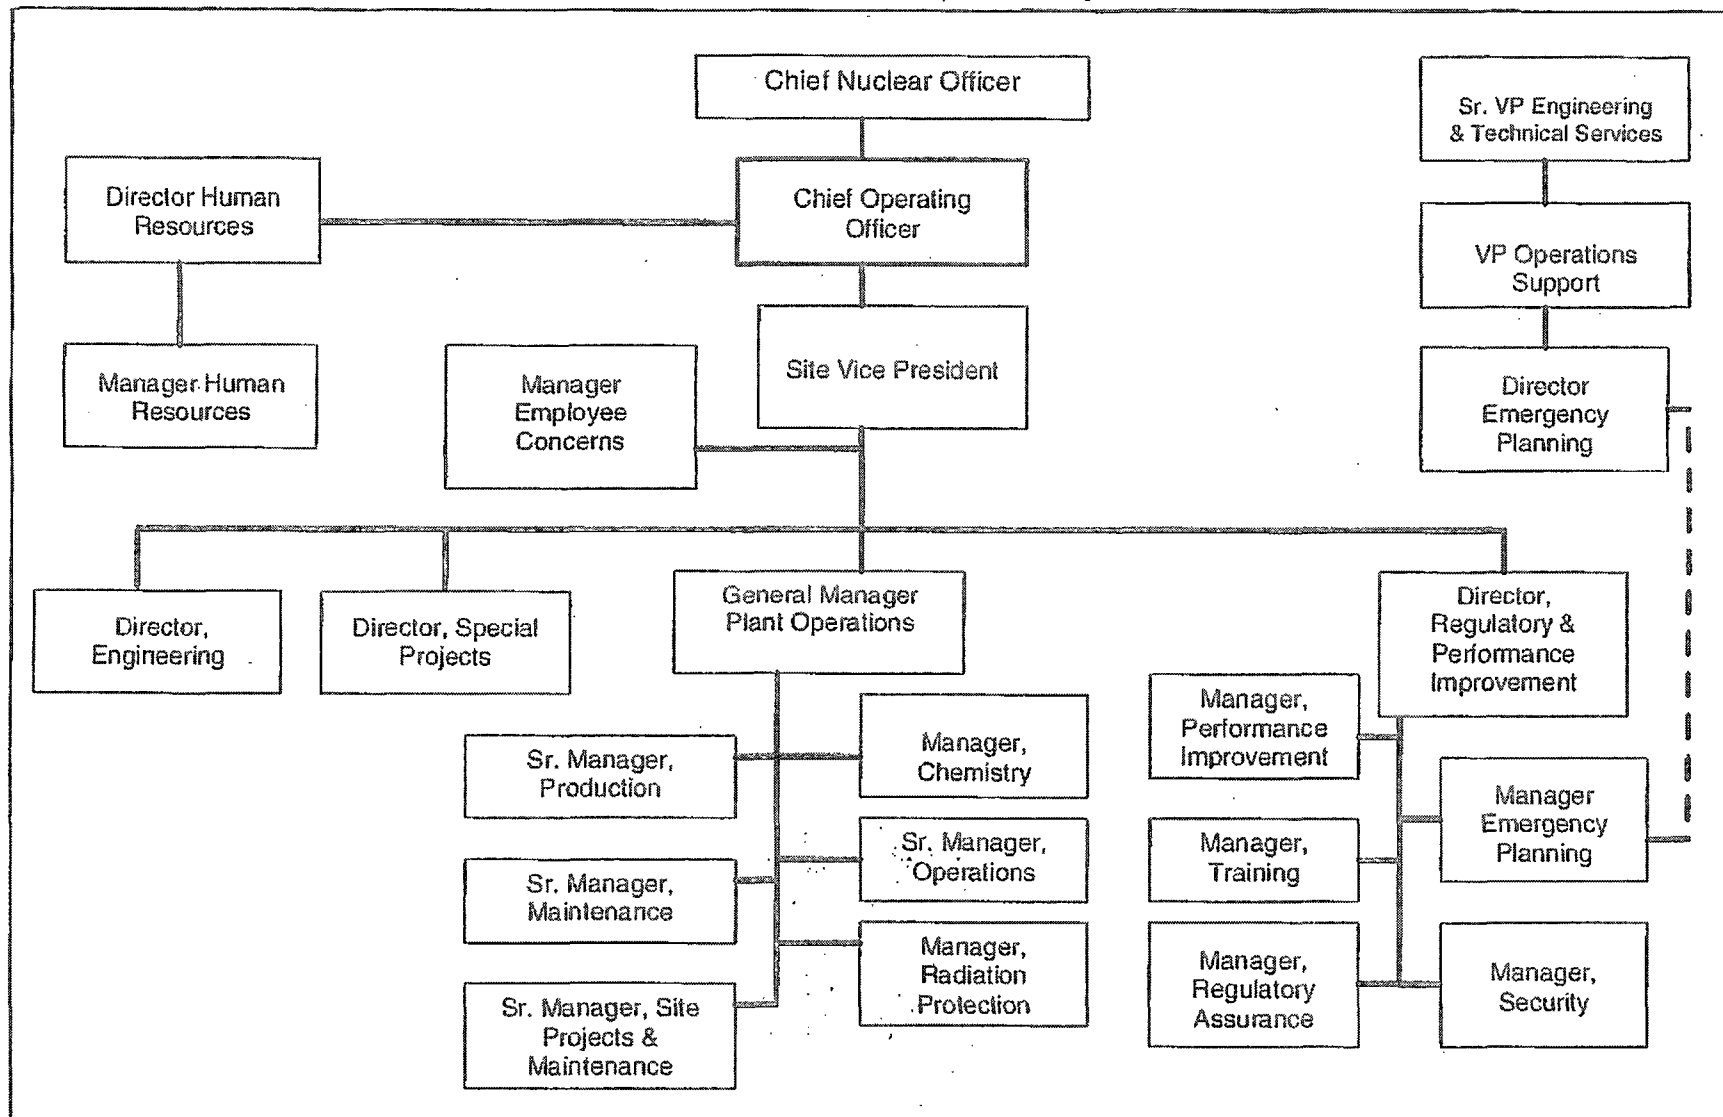 Chief Nuclear Officer
Sr. VP Engineering
& Technical Services
Director Human
Resources
Chief Operating
Officer
VP Operations
Support
Manager Human
Resources
Manager
Employee
Concerns
Site Vice President
Director
Emergency
Planning
Director,
Engineering
Director, Special
Projects
General Manager
Plant Operations
Director,
Regulatory &
Performance
Improvement
Sr. Manager,
Production
Manager,
Chemistry
Manager,
Performance
Improvement
Manager
Emergency
Planning
Sr. Manager,
Maintenance
Sr. Manager,
Operations
Manager,
Training
Sr. Manager, Site
Projects &
Maintenance
Manager,
Radiation
Protection
Manager,
Regulatory
Assurance
Manager,
Security